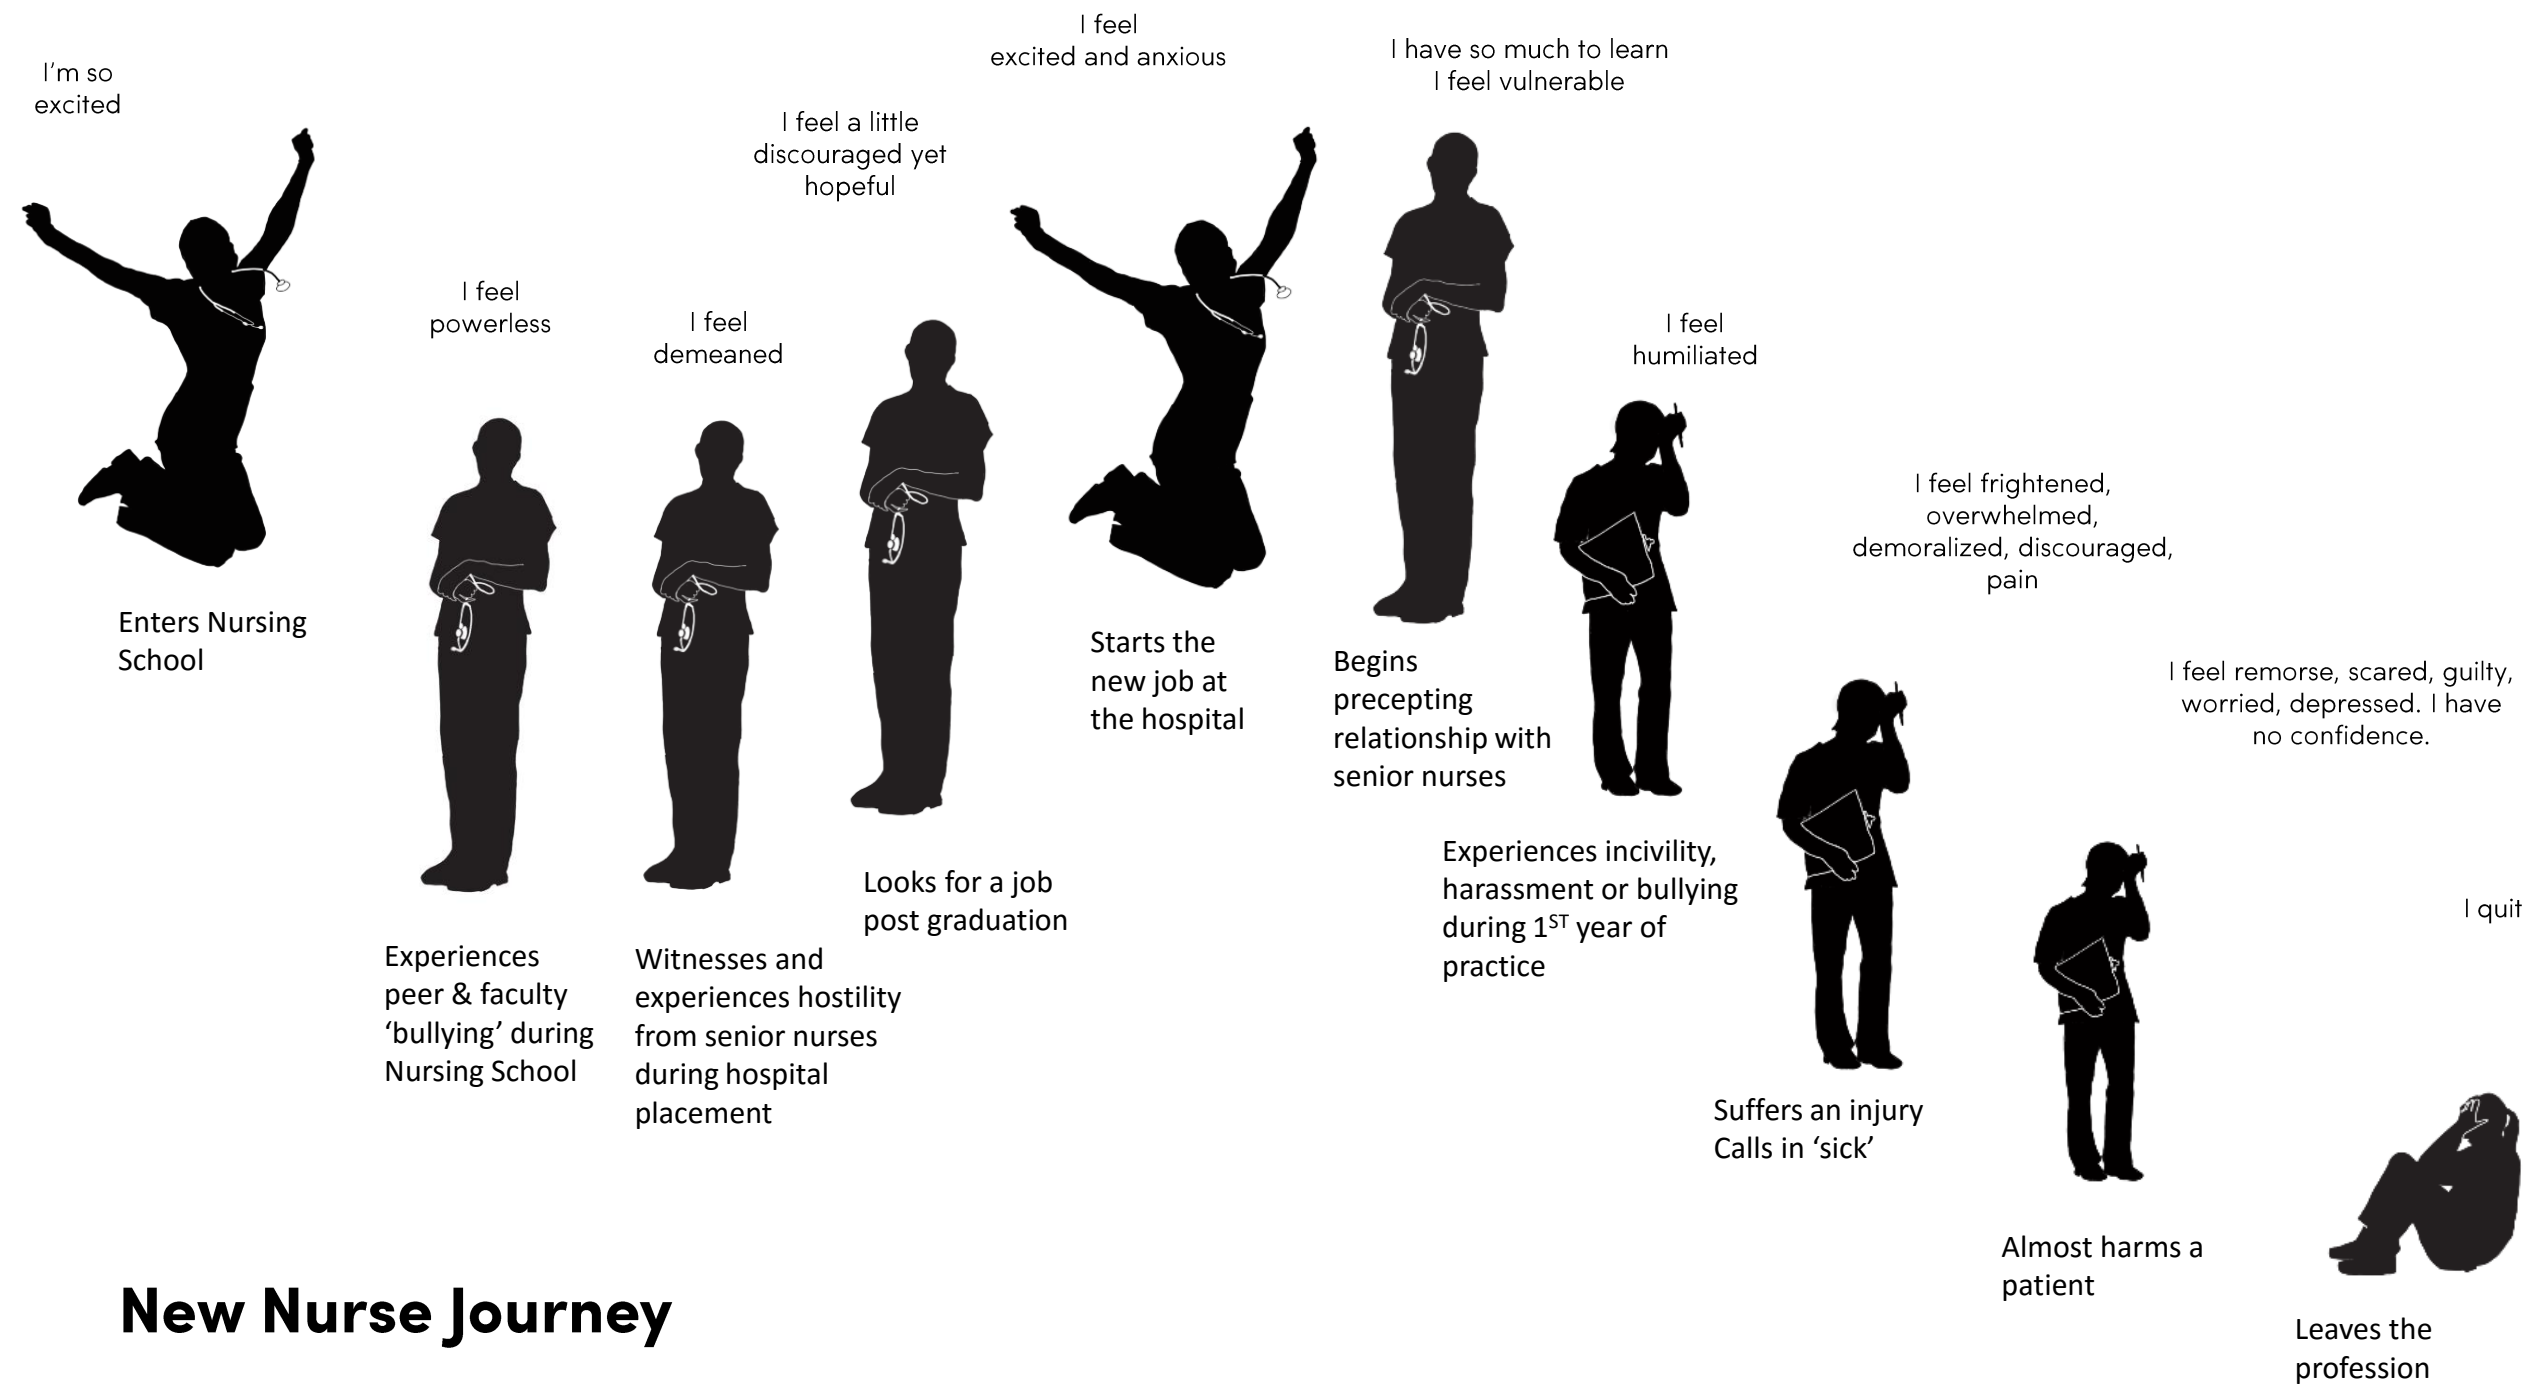 I'm so
excited
Enters Nursing
School
I feel
powerless
Experiences
peer & faculty
‘bullying’ during
Nursing School
I feel
demeaned
Witnesses and
experiences hostility
from senior nurses
during hospital
placement
I feel a little
discouraged yet
hopeful
Looks for a job
post graduation
I feel
excited and anxious
Starts the
new job at
the hospital
I have so much to learn
I feel vulnerable
Begins
precepting
relationship with
senior nurses
I feel
humiliated
Experiences incivility,
harassment or bullying
during 1ST year of
practice
I feel frightened,
overwhelmed,
demoralized, discouraged,
pain
Suffers an injury
Calls in ‘sick’
I feel remorse, scared, guilty,
worried, depressed. I have
no confidence.
Almost harms a
patient
I quit
Leaves the
profession
New Nurse Journey